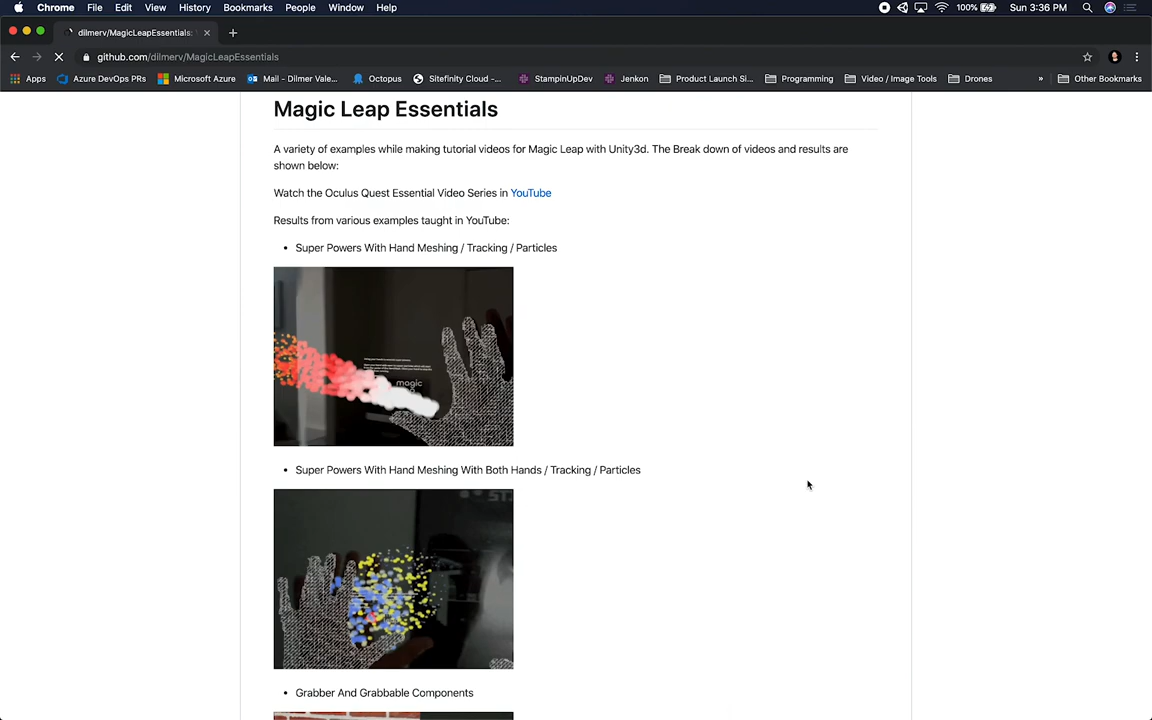 Chrome File Edit View History Bookmarks People Window Help 100% Sun 3:36 PM
dilmerv/MagicLeapEssentials:
github.com/dilmerv/MagicLeapEssentials
Apps Azure DevOps PRs Microsoft Azure Mail - Dilmer Vale... Octopus Sitefinity Cloud -... StampinUpDev Jenkon Product Launch Si... Programming Video / Image Tools Drones » Other Bookmarks
Magic Leap Essentials
A variety of examples while making tutorial videos for Magic Leap with Unity3d. The Break down of videos and results are
shown below:
Watch the Oculus Quest Essential Video Series in YouTube
Results from various examples taught in YouTube:
• Super Powers With Hand Meshing / Tracking / Particles
magic
• Super Powers With Hand Meshing With Both Hands / Tracking / Particles
• Grabber And Grabbable Components